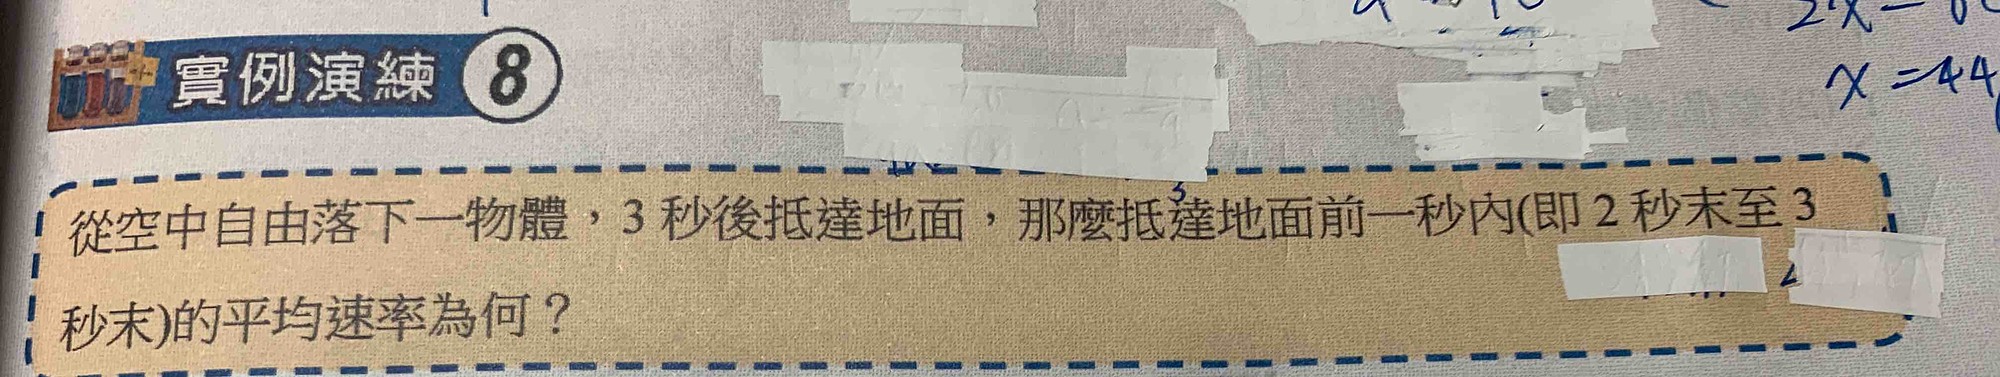 2x=
x=44
實例演練 8
從空中自由落下一物體，3 秒後抵達地面，那麼抵達地面前一秒內(即 2 秒末至 3
秒末)的平均速率為何？